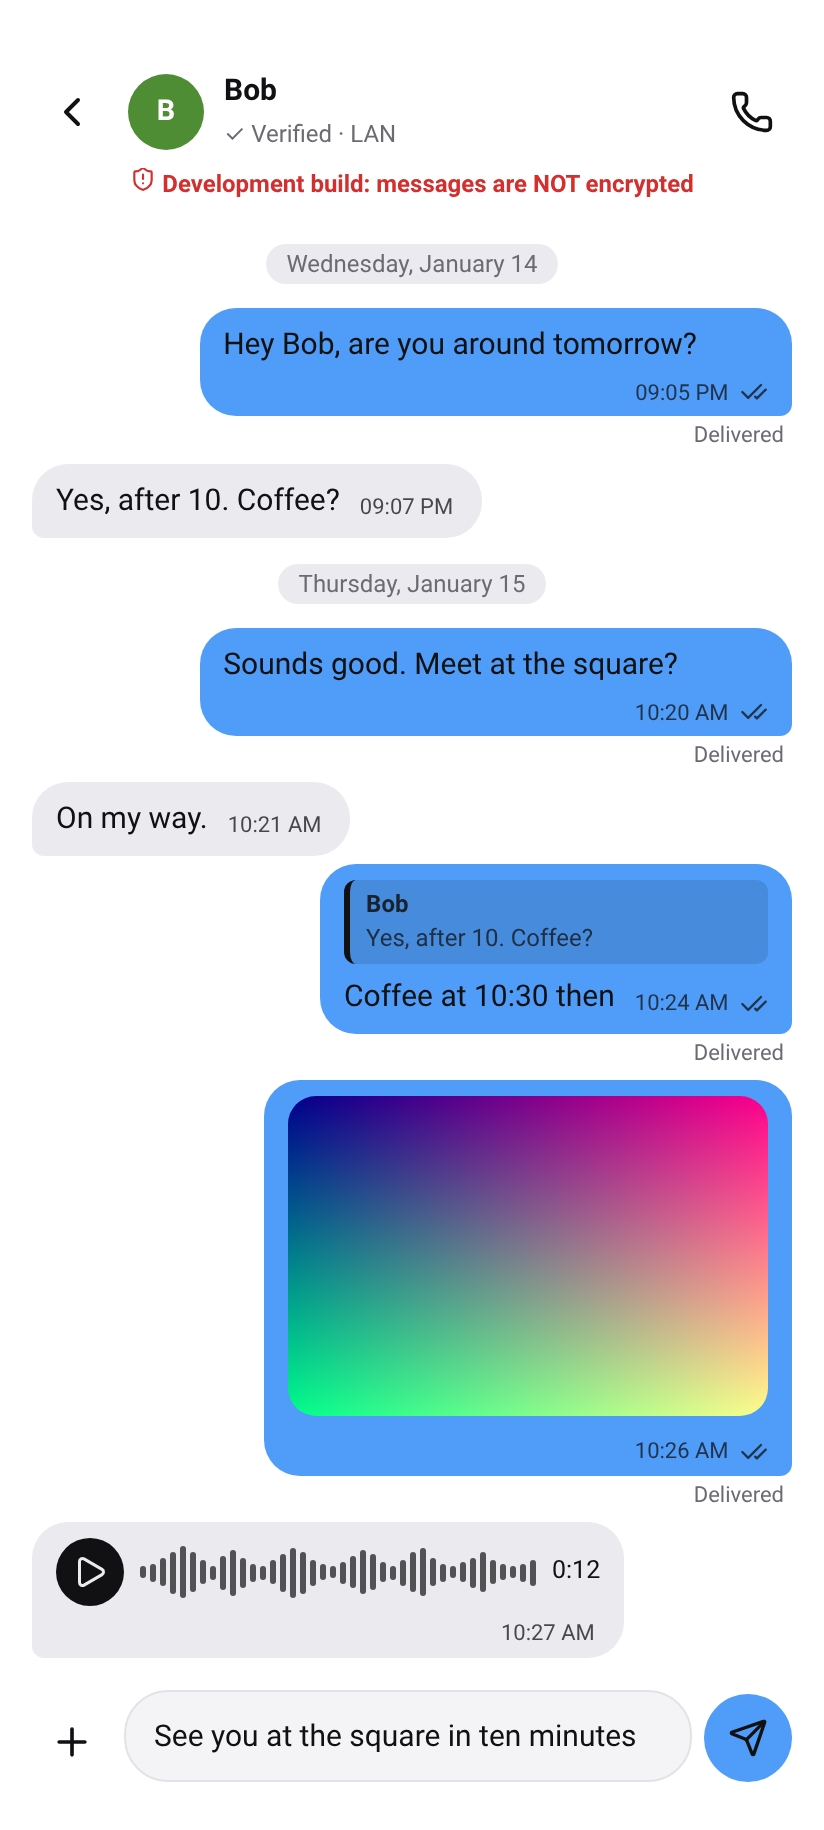 B
Bob
Verified · LAN
Development build: messages are NOT encrypted
Wednesday, January 14
Hey Bob, are you around tomorrow?
09:05 PM
Delivered
Yes, after 10. Coffee? 09:07 PM
Thursday, January 15
Sounds good. Meet at the square?
10:20 AM
Delivered
On my way. 10:21 AM
Bob
Yes, after 10. Coffee?
Coffee at 10:30 then 10:24 AM
Delivered
10:26 AM
Delivered
0:12
10:27 AM
See you at the square in ten minutes